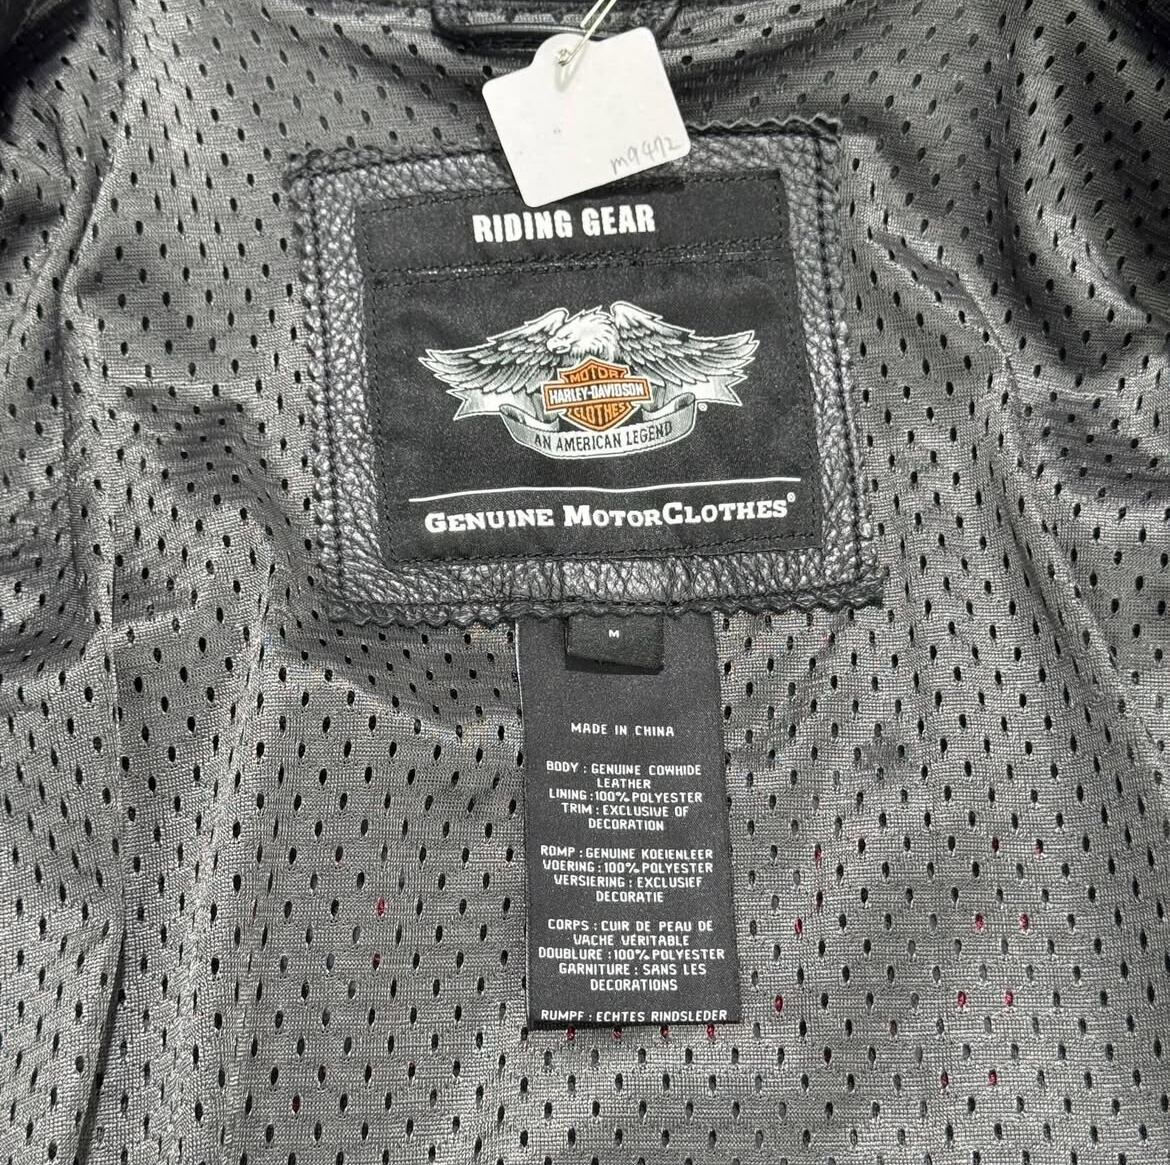 m9472
RIDING GEAR
MOTOR
HARLEY-DAVIDSON
CLOTHES
®
AN AMERICAN LEGEND
GENUINE MOTORCLOTHES®
M
MADE IN CHINA
BODY : GENUINE COWHIDE
LEATHER
LINING :100% POLYESTER
TRIM : EXCLUSIVE OF
DECORATION
ROMP : GENUINE KOEIENLEER
VOERING : 100% POLYESTER
VERSIERING : EXCLUSIEF
DECORATIE
CORPS : CUIR DE PEAU DE
VACHE VÉRITABLE
DOUBLURE :100% POLYESTER
GARNITURE : SANS LES
DECORATIONS
RUMPF : ECHTES RINDSLEDER